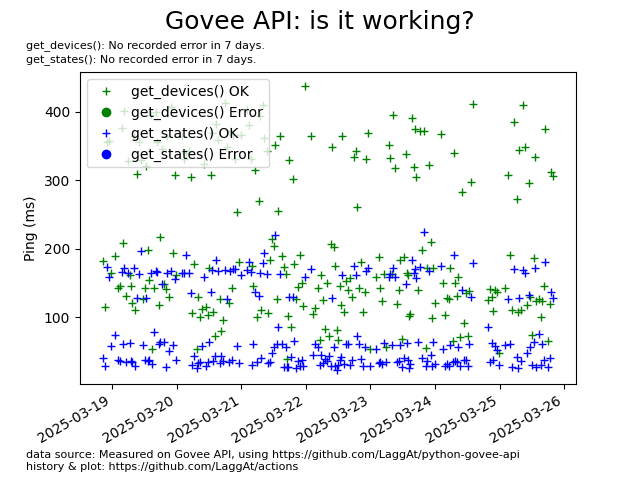 Govee API: is it working?
get_devices(): No recorded error in 7 days.
get_states(): No recorded error in 7 days.
get_devices() OK
get_devices() Error
get_states() OK
get_states() Error
Ping (ms)
400
300
200
100
2025-03-19
2025-03-20
2025-03-21
2025-03-22
2025-03-23
2025-03-24
2025-03-25
2025-03-26
data source: Measured on Govee API, using https://github.com/LaggAt/python-govee-api
history & plot: https://github.com/LaggAt/actions